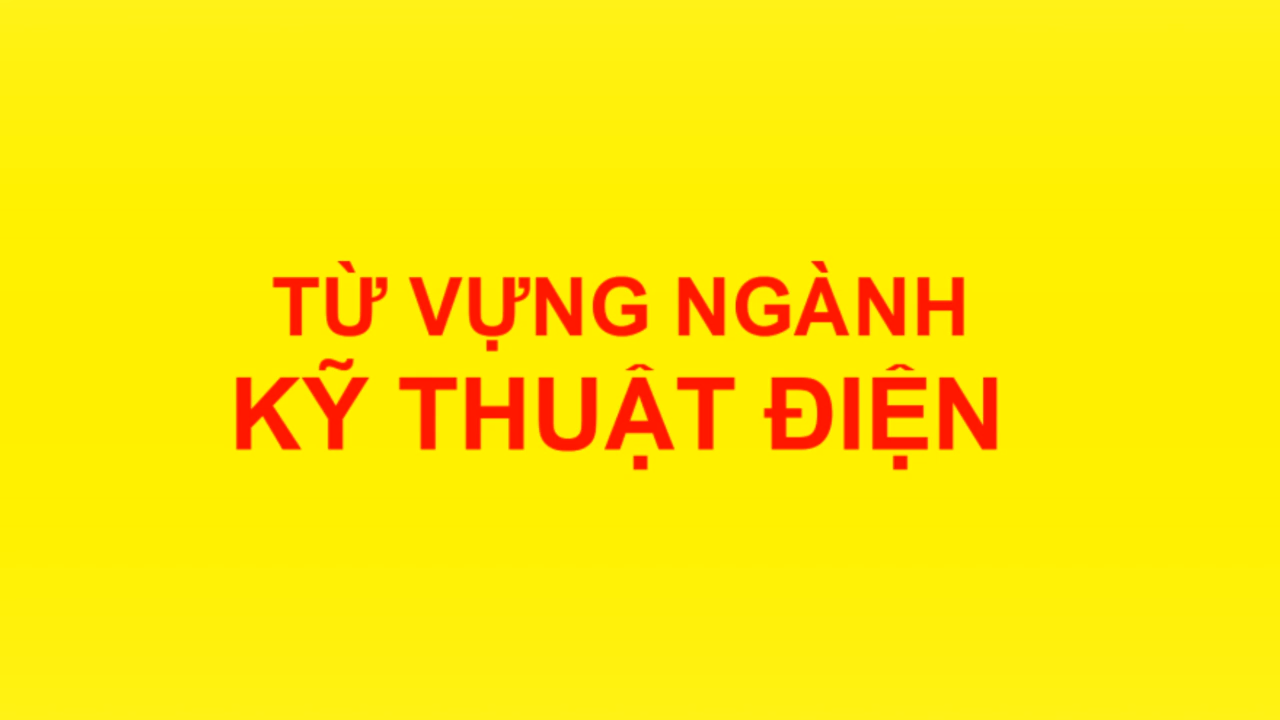 TỪ VỰNG NGÀNH
KỸ THUẬT ĐIỆN